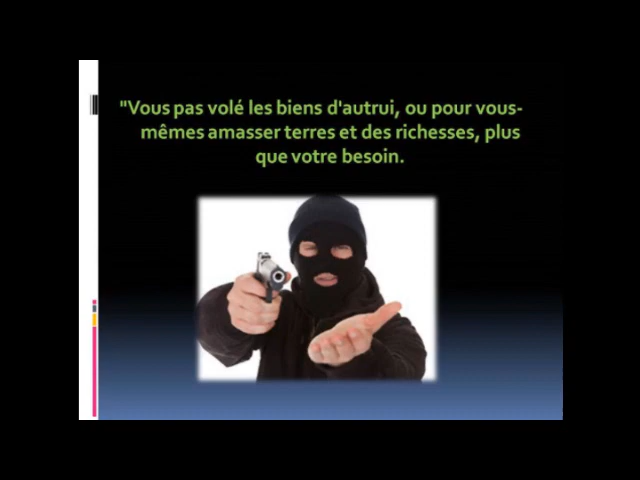 "Vous pas volé les biens d'autrui, ou pour vous-
mêmes amasser terres et des richesses, plus
que votre besoin.